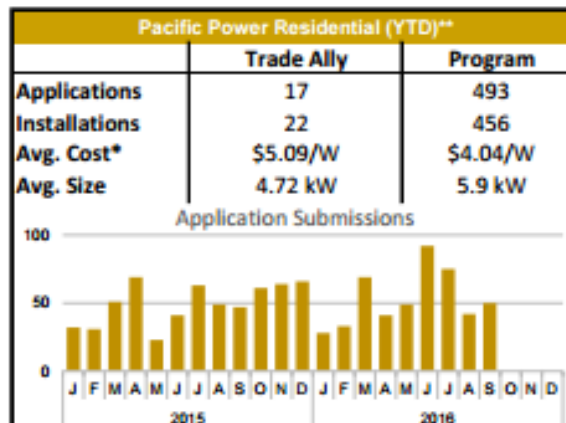 Pacific Power Residential (YTD)**
Trade Ally Program
Applications 17 493
Installations 22 456
Avg. Cost* $5.09/W $4.04/W
Avg. Size 4.72 kW 5.9 kW
Application Submissions
100
50
0
J F M A M J J A S O N D J F M A M J J A S O N D
2015 2016